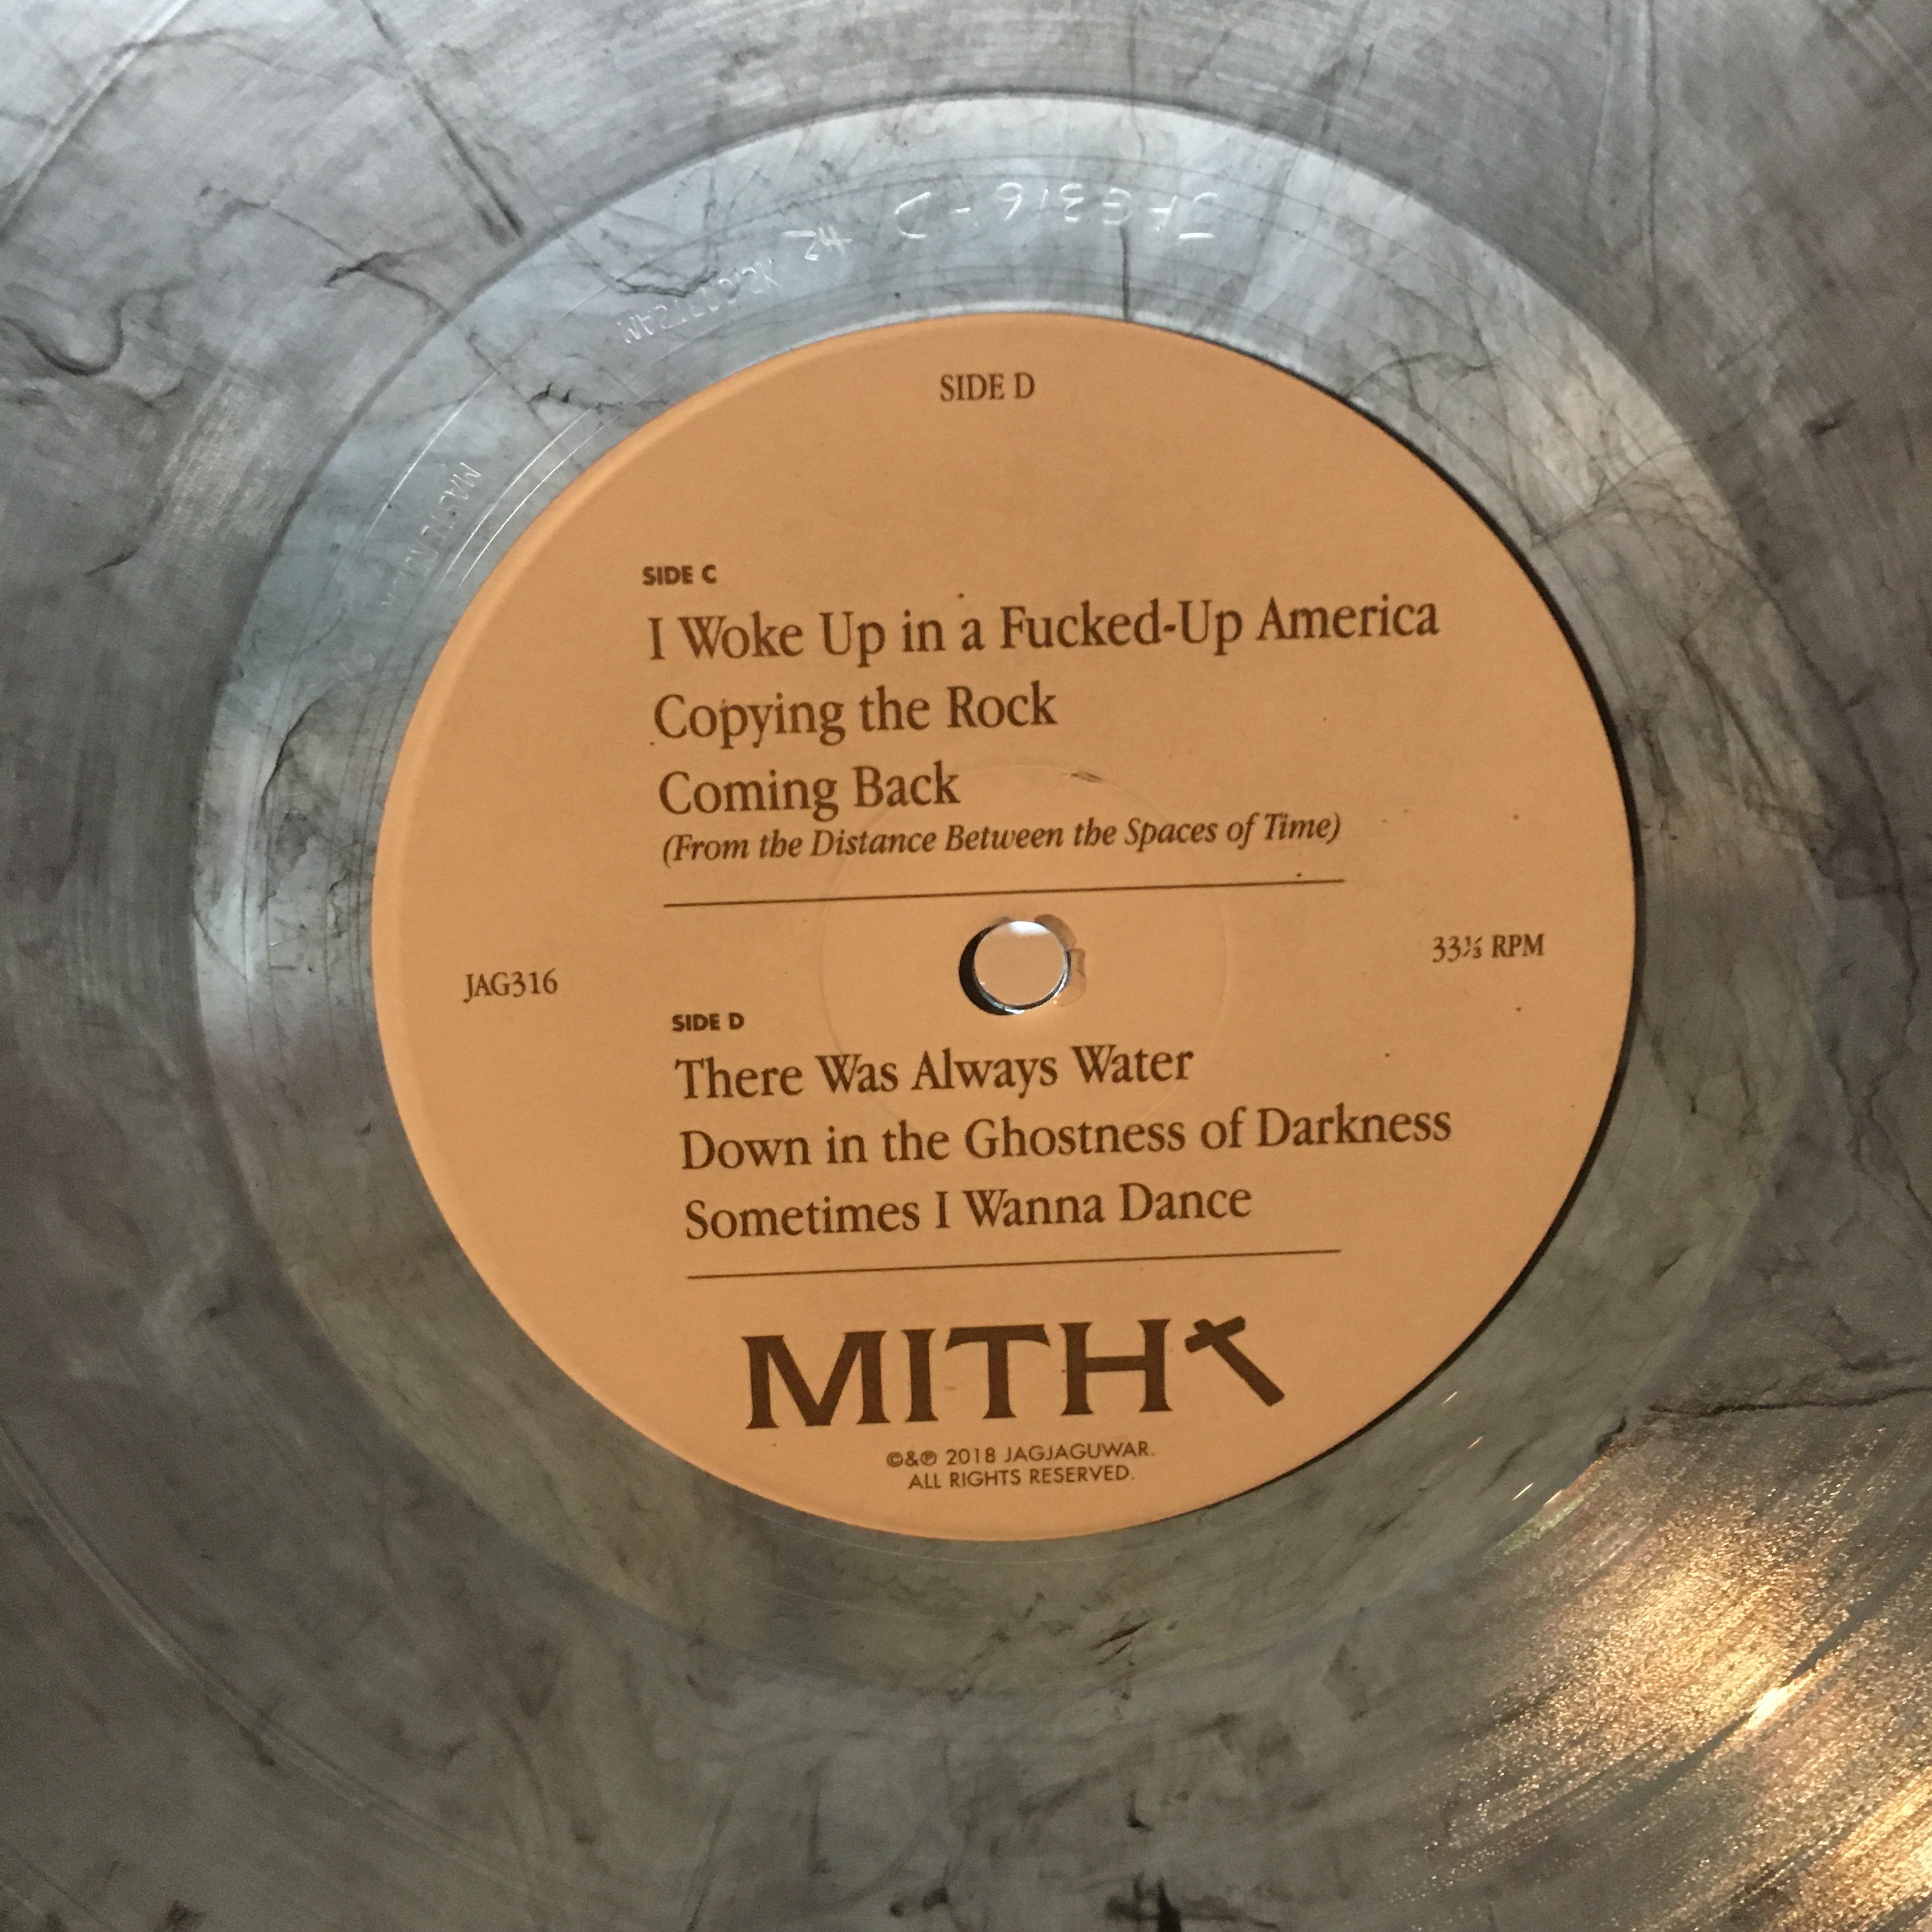 JAG316-D
SIDE D
SIDE C
I Woke Up in a Fucked-Up America
Copying the Rock
Coming Back
(From the Distance Between the Spaces of Time)
JAG316
33⅓ RPM
SIDE D
There Was Always Water
Down in the Ghostness of Darkness
Sometimes I Wanna Dance
MITH
©&℗ 2018 JAGJAGUWAR.
ALL RIGHTS RESERVED.